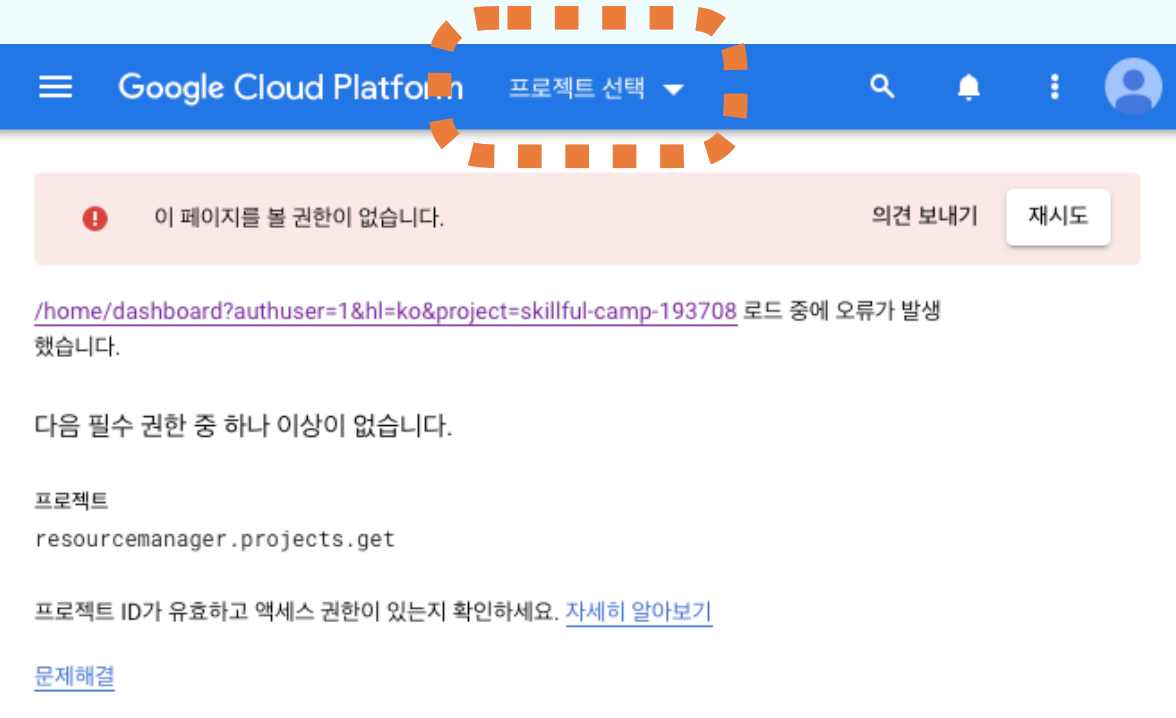 Google Cloud Platform 프로젝트 선택
이 페이지를 볼 권한이 없습니다. 의견 보내기 재시도
/home/dashboard?authuser=1&hl=ko&project=skillful-camp-193708 로드 중에 오류가 발생
했습니다.
다음 필수 권한 중 하나 이상이 없습니다.
프로젝트
resourcemanager.projects.get
프로젝트 ID가 유효하고 액세스 권한이 있는지 확인하세요. 자세히 알아보기
문제해결